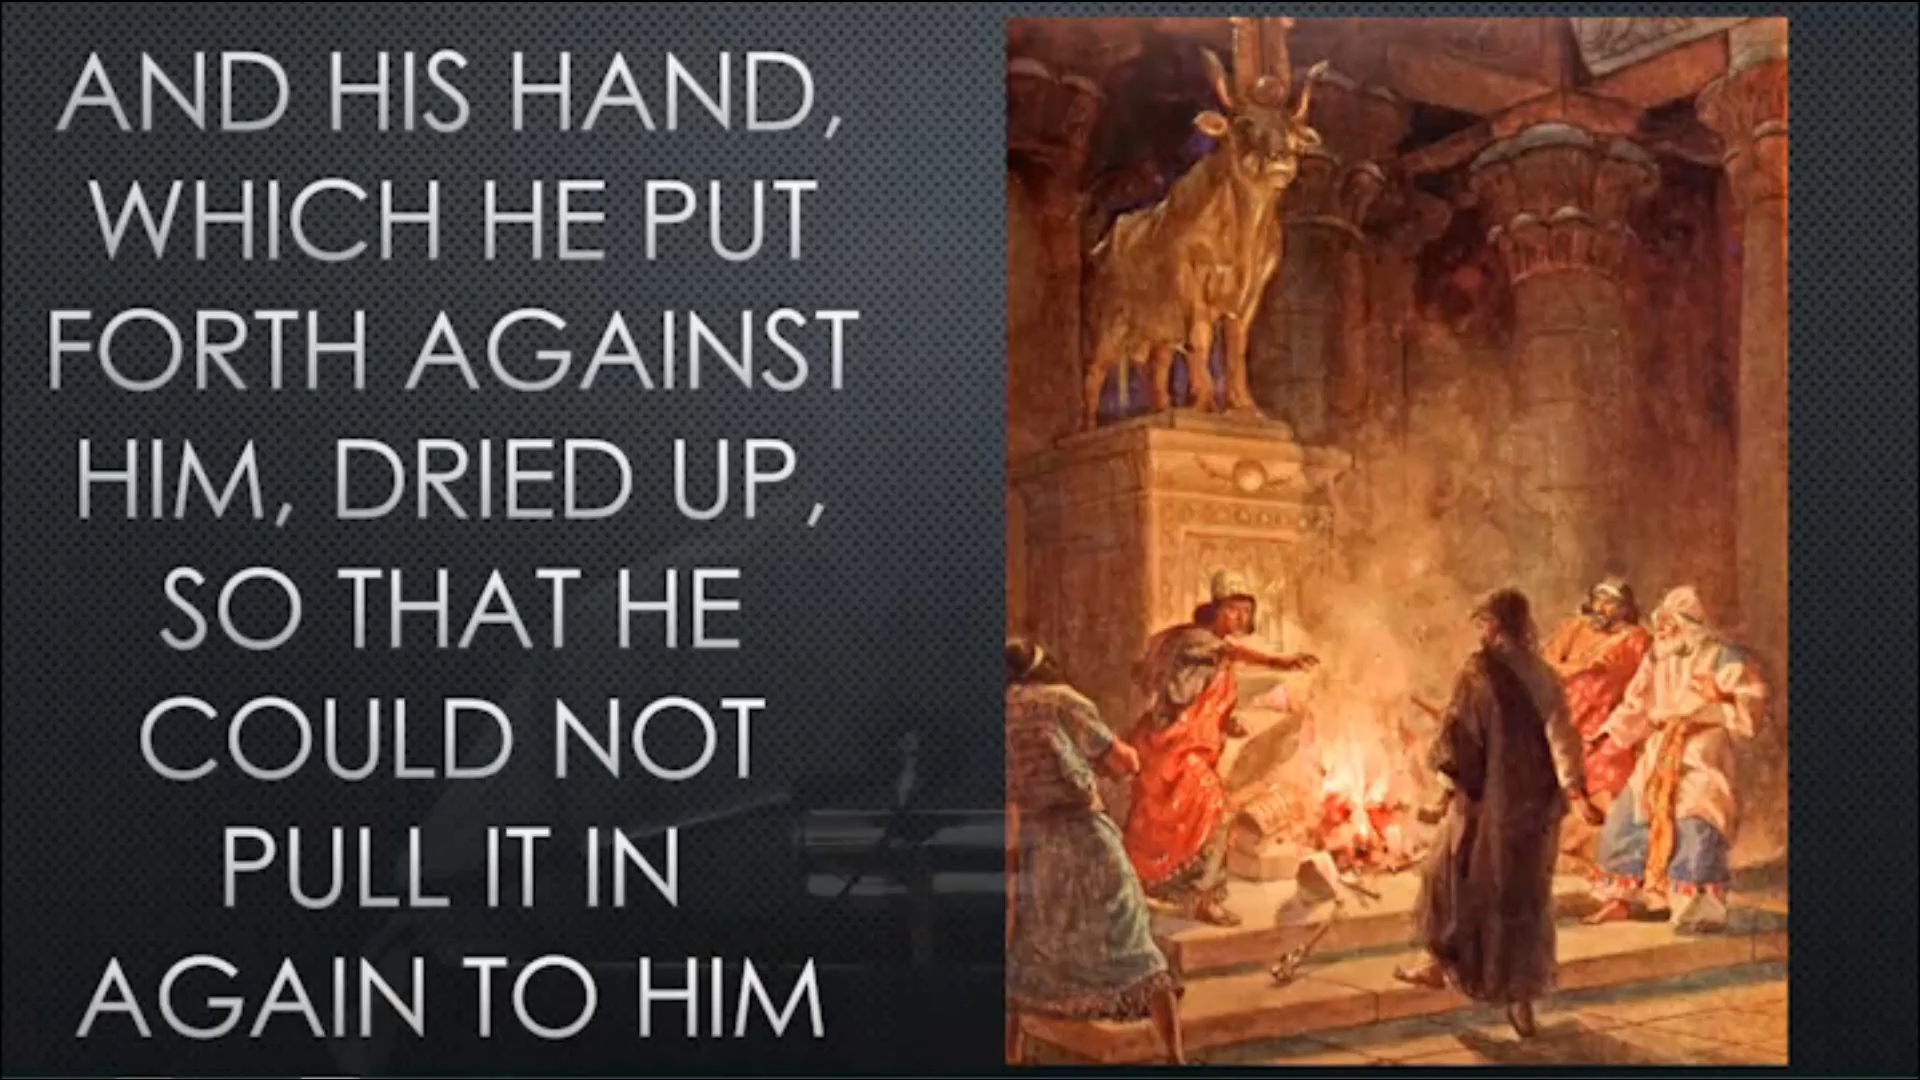 AND HIS HAND,
WHICH HE PUT
FORTH AGAINST
HIM, DRIED UP,
SO THAT HE
COULD NOT
PULL IT IN
AGAIN TO HIM